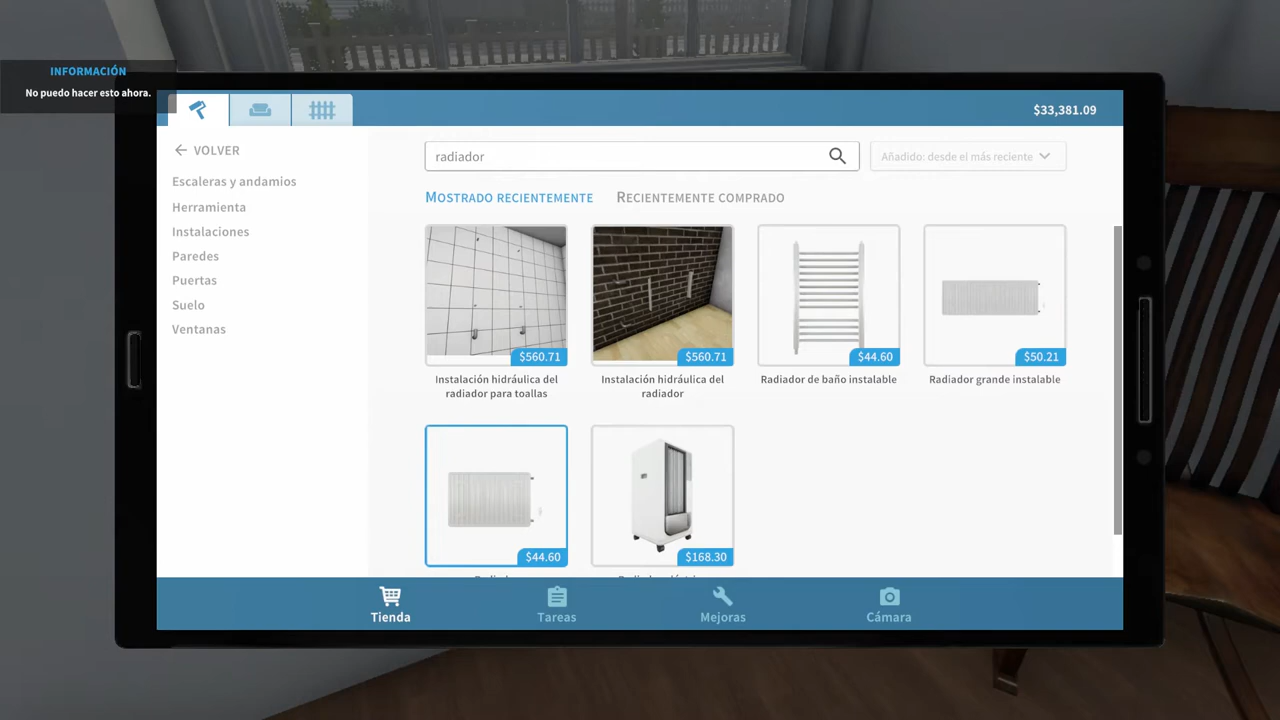 INFORMACIÓN
No puedo hacer esto ahora.
$33,381.09
VOLVER
radiador
Añadido: desde el más reciente
Escaleras y andamios
Herramienta
Instalaciones
Paredes
Puertas
Suelo
Ventanas
MOSTRADO RECIENTEMENTE
RECIENTEMENTE COMPRADO
$560.71
$560.71
$44.60
$50.21
Instalación hidráulica del
radiador para toallas
Instalación hidráulica del
radiador
Radiador de baño instalable
Radiador grande instalable
$44.60
$168.30
Tienda
Tareas
Mejoras
Cámara